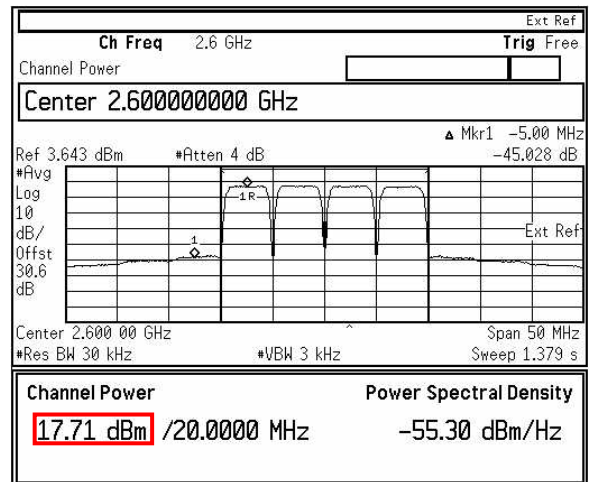 Ext Ref
Ch Freq 2.6 GHz Trig Free
Channel Power
Center 2.600000000 GHz
▲ Mkr1 -5.00 MHz
Ref 3.643 dBm #Atten 4 dB -45.028 dB
#Avg
Log
10
dB/
Offst
30.6
dB
1R
1
Ext Ref
Center 2.600 00 GHz Span 50 MHz
#Res BW 30 kHz #VBW 3 kHz Sweep 1.379 s
Channel Power Power Spectral Density
17.71 dBm /20.0000 MHz -55.30 dBm/Hz